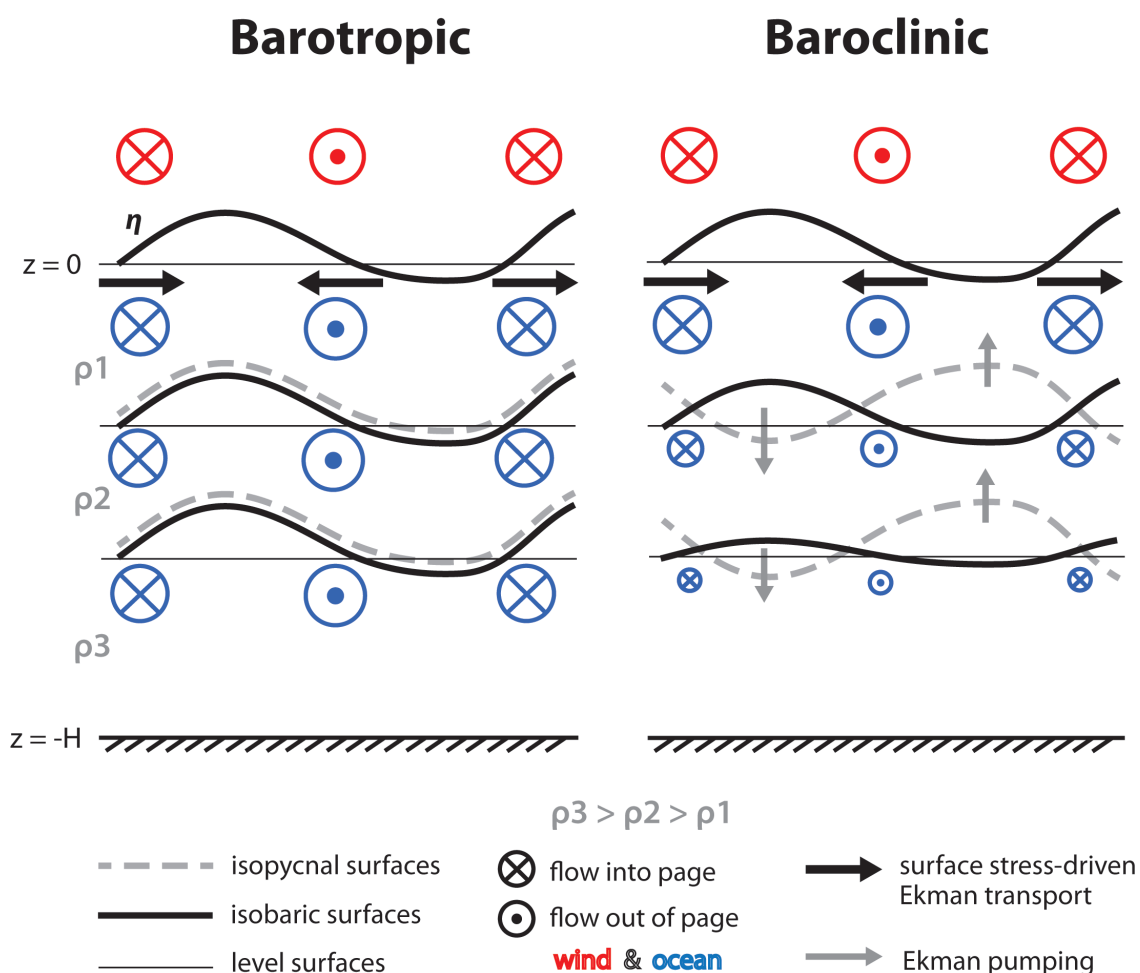 Barotropic
Baroclinic
η
z = 0
ρ1
ρ2
ρ3
z = -H
ρ3 > ρ2 > ρ1
isopycnal surfaces
isobaric surfaces
level surfaces
flow into page
flow out of page
wind & ocean
surface stress-driven
Ekman transport
Ekman pumping